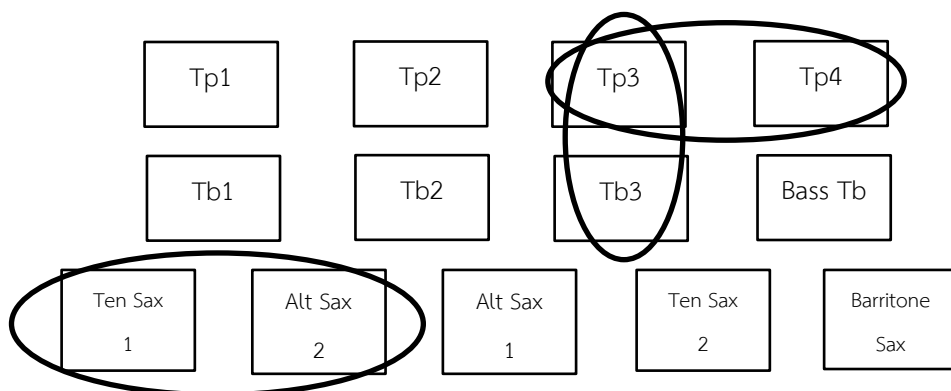 Tp1 Tp2 Tp3 Tp4
Tb1 Tb2 Tb3 Bass Tb
Ten Sax
1
Alt Sax
2
Alt Sax
1
Ten Sax
2
Barritone
Sax